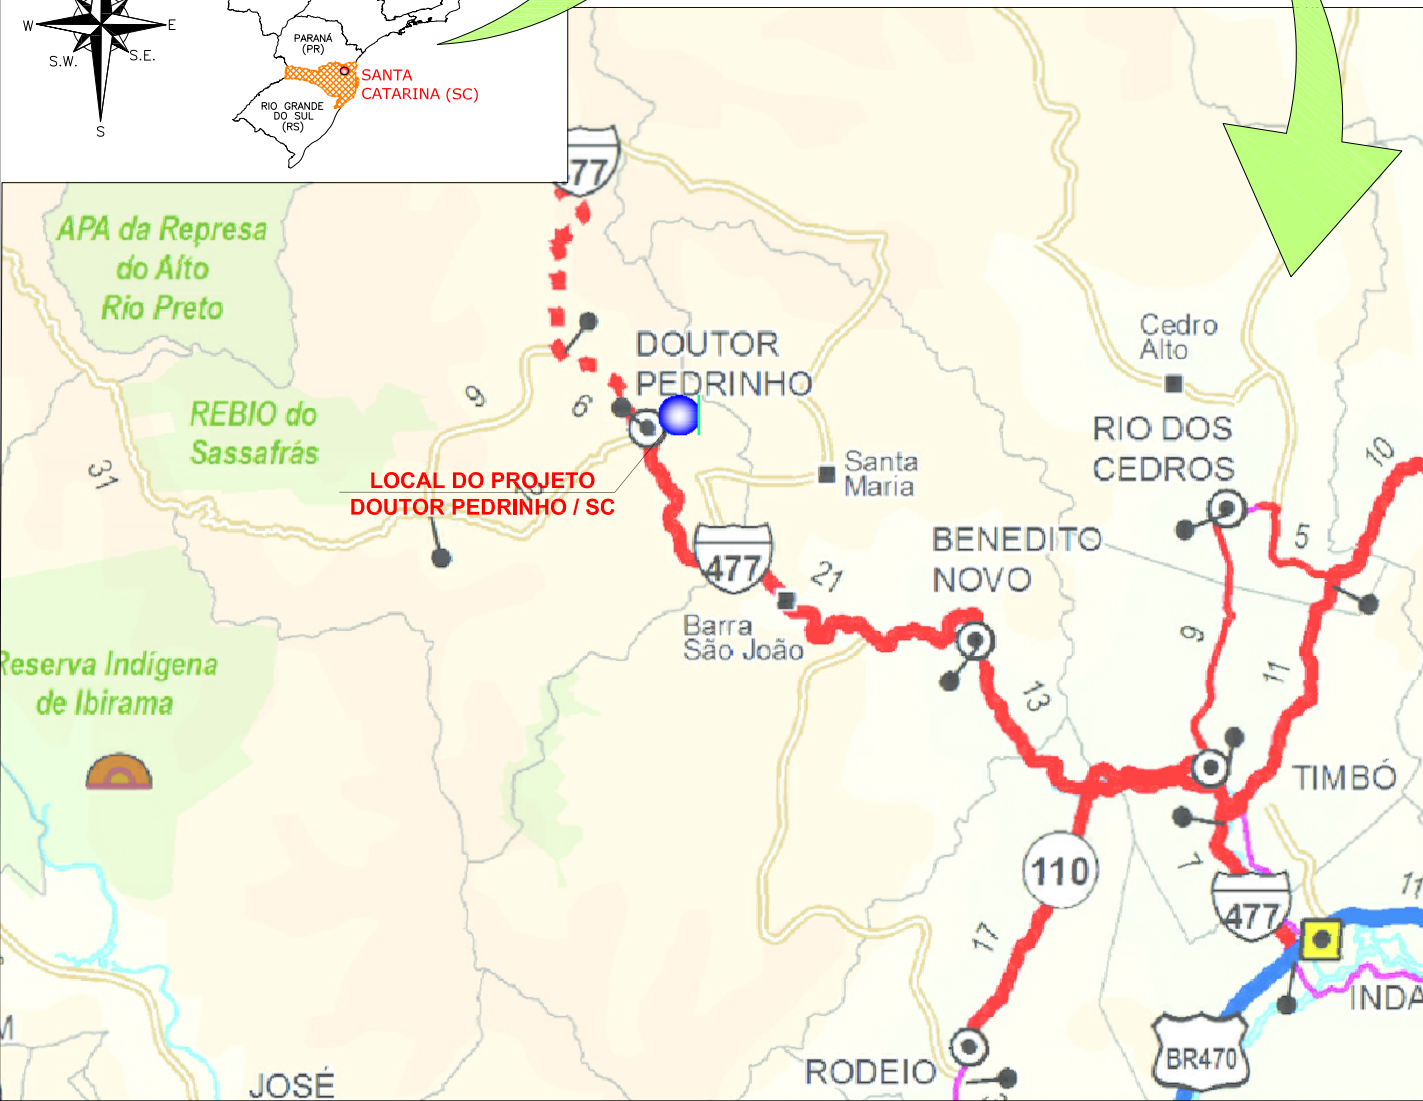 W
E
S.W.
S.E.
S
PARANÁ
(PR)
SANTA
CATARINA (SC)
RIO GRANDE
DO SUL
(RS)
APA da Represa
do Alto
Rio Preto
REBIO do
Sassafrás
31
9
6
DOUTOR
PEDRINHO
LOCAL DO PROJETO
DOUTOR PEDRINHO / SC
Santa
Maria
477
21
Barra
São João
BENEDITO
NOVO
Cedro
Alto
RIO DOS
CEDROS
10
5
9
11
13
TIMBÓ
7
110
17
477
11
INDA
BR470
RODEIO
Reserva Indígena
de Ibirama
JOSÉ